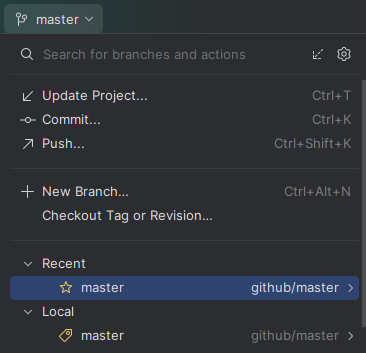 master
Search for branches and actions
Update Project... Ctrl+T
Commit... Ctrl+K
Push... Ctrl+Shift+K
New Branch... Ctrl+Alt+N
Checkout Tag or Revision...
Recent
master github/master
Local
master github/master